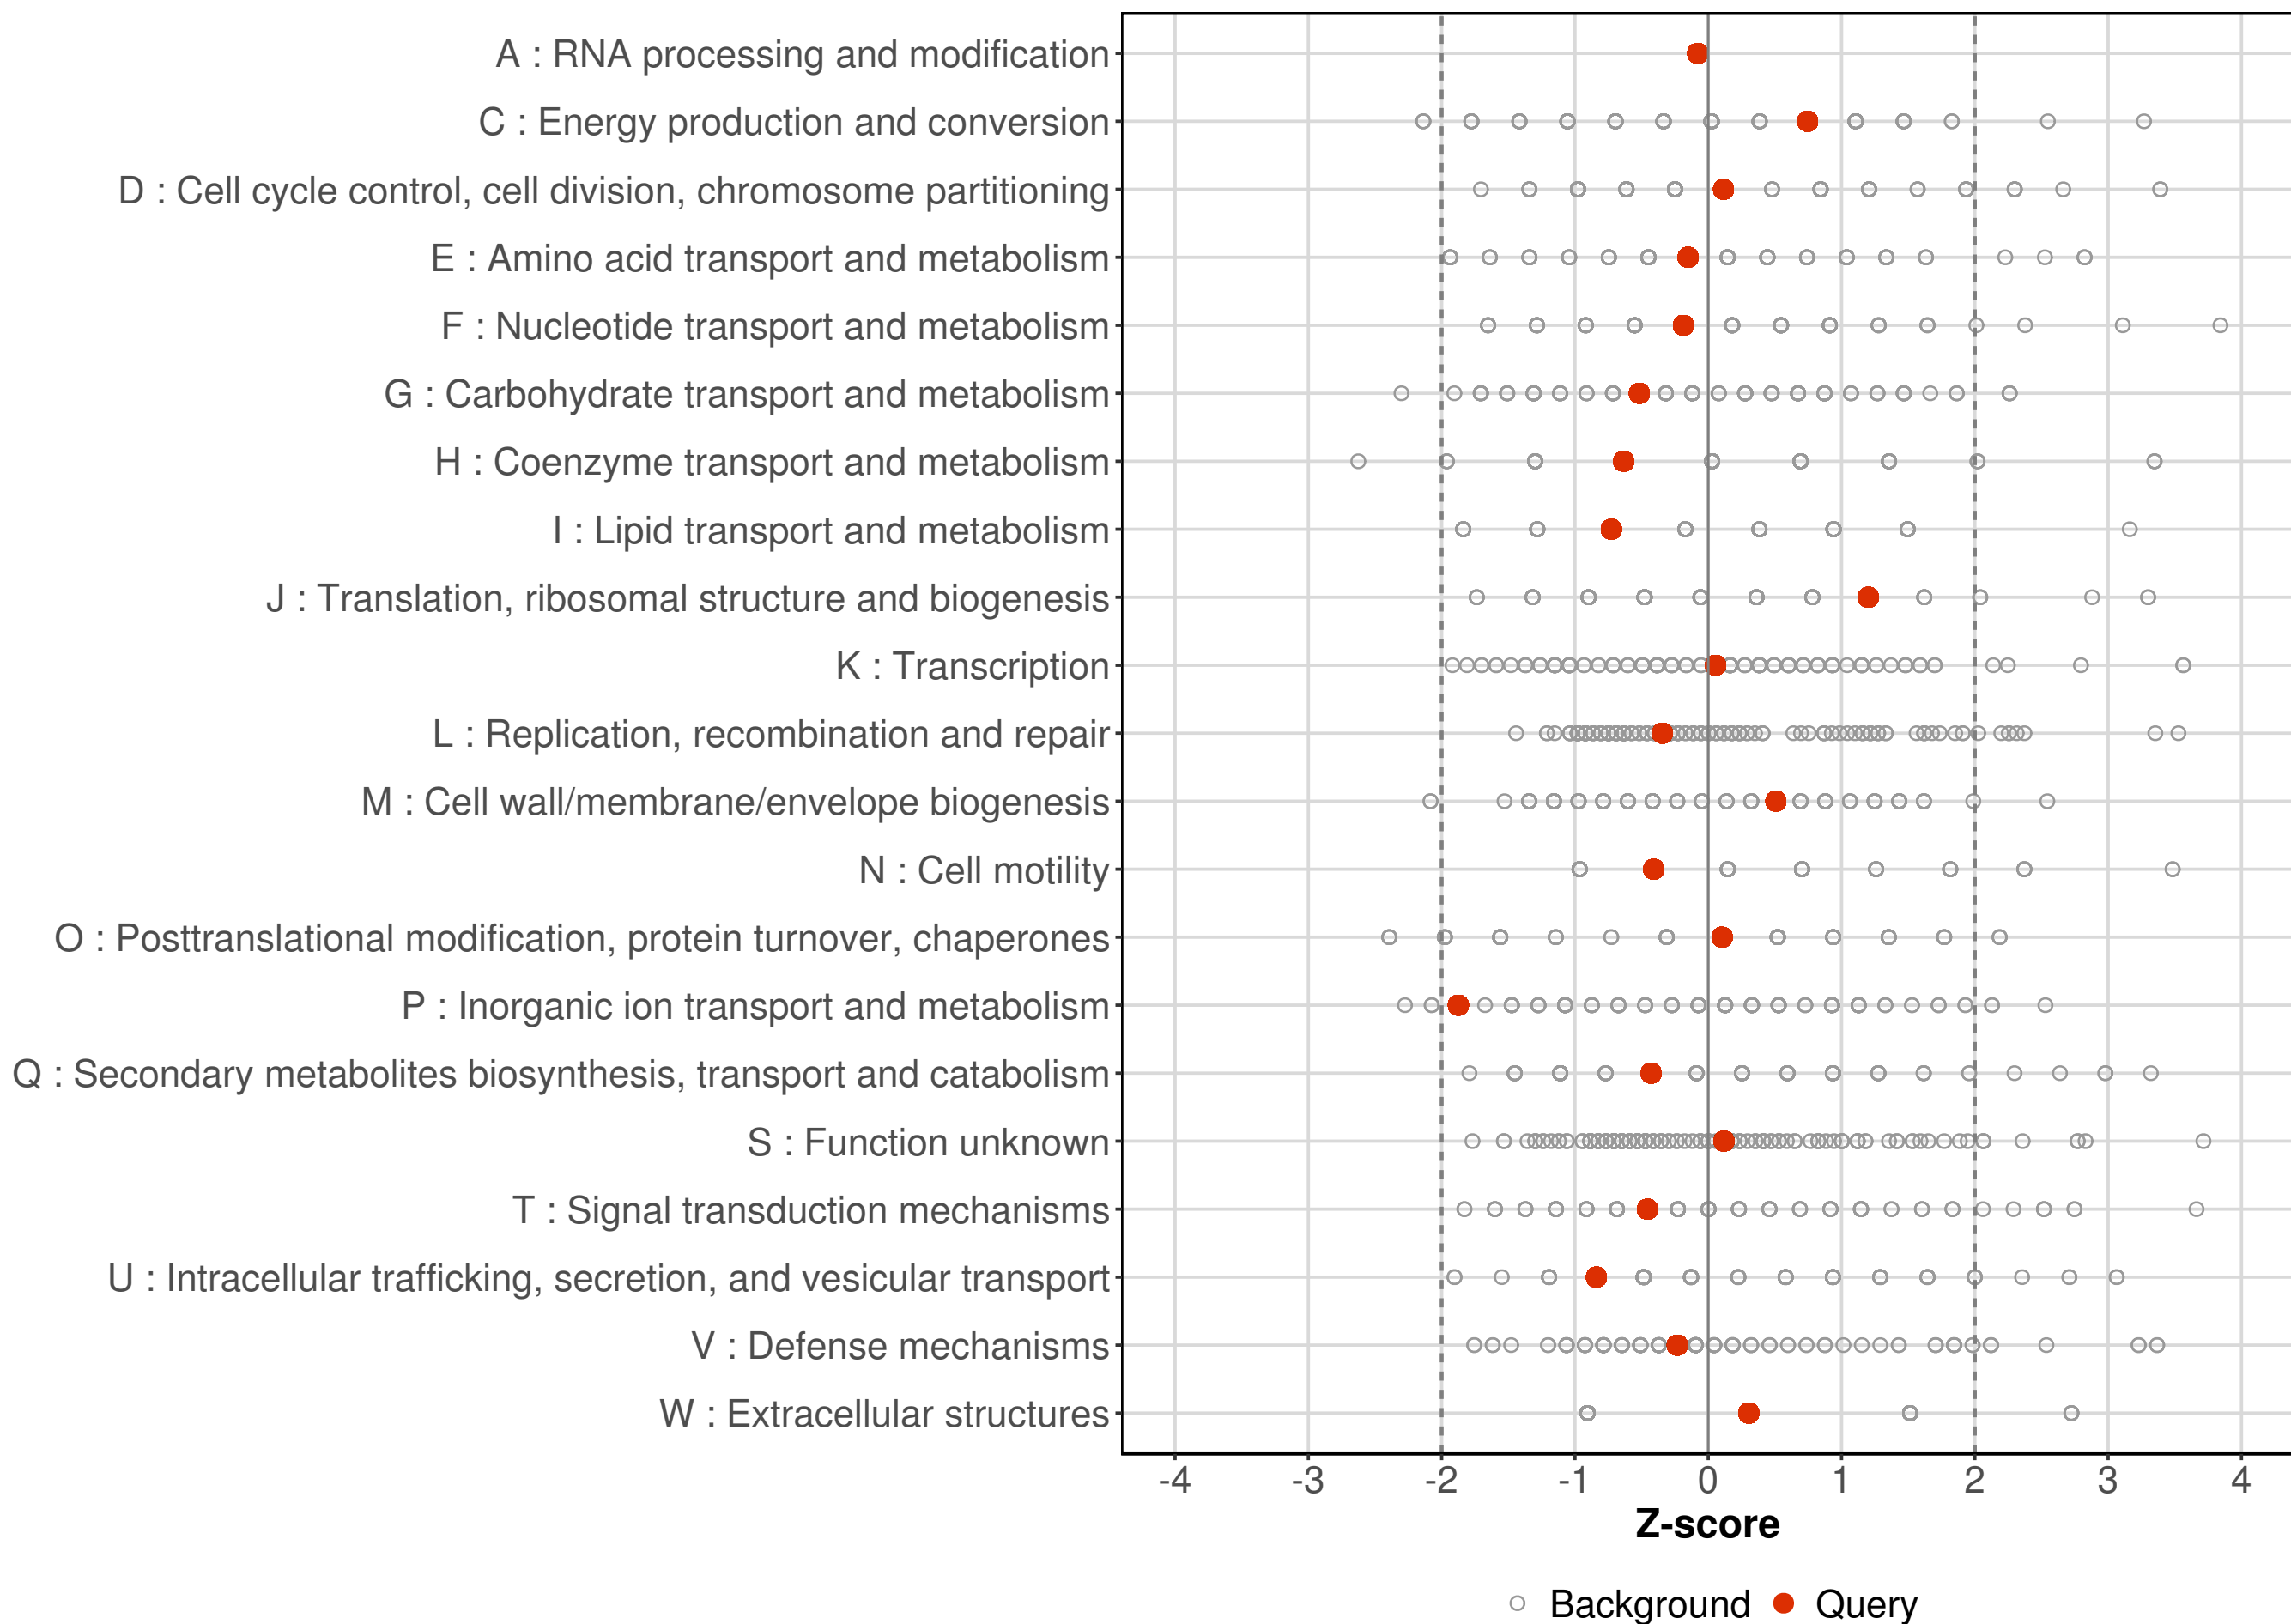 A : RNA processing and modification
C : Energy production and conversion
D : Cell cycle control, cell division, chromosome partitioning
E : Amino acid transport and metabolism
F : Nucleotide transport and metabolism
G : Carbohydrate transport and metabolism
H : Coenzyme transport and metabolism
I : Lipid transport and metabolism
J : Translation, ribosomal structure and biogenesis
K : Transcription
L : Replication, recombination and repair
M : Cell wall/membrane/envelope biogenesis
N : Cell motility
O : Posttranslational modification, protein turnover, chaperones
P : Inorganic ion transport and metabolism
Q : Secondary metabolites biosynthesis, transport and catabolism
S : Function unknown
T : Signal transduction mechanisms
U : Intracellular trafficking, secretion, and vesicular transport
V : Defense mechanisms
W : Extracellular structures
-4 -3 -2 -1 0 1 2 3 4
Z-score
Background Query